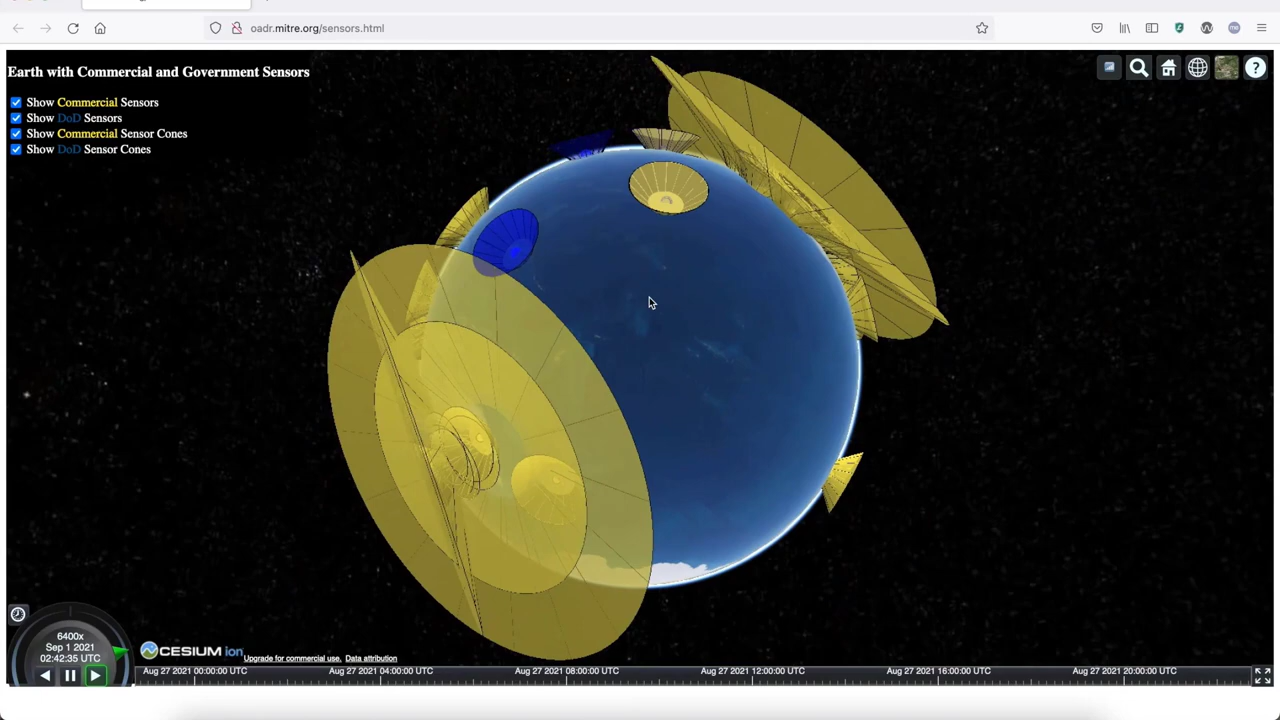 oadr.mitre.org/sensors.html
Earth with Commercial and Government Sensors
Show Commercial Sensors
Show DoD Sensors
Show Commercial Sensor Cones
Show DoD Sensor Cones
6400x
Sep 1 2021
02:42:35 UTC
CESIUM ion
Upgrade for commercial use. Data attribution
Aug 27 2021 00:00:00 UTC
Aug 27 2021 04:00:00 UTC
Aug 27 2021 08:00:00 UTC
Aug 27 2021 12:00:00 UTC
Aug 27 2021 16:00:00 UTC
Aug 27 2021 20:00:00 UTC